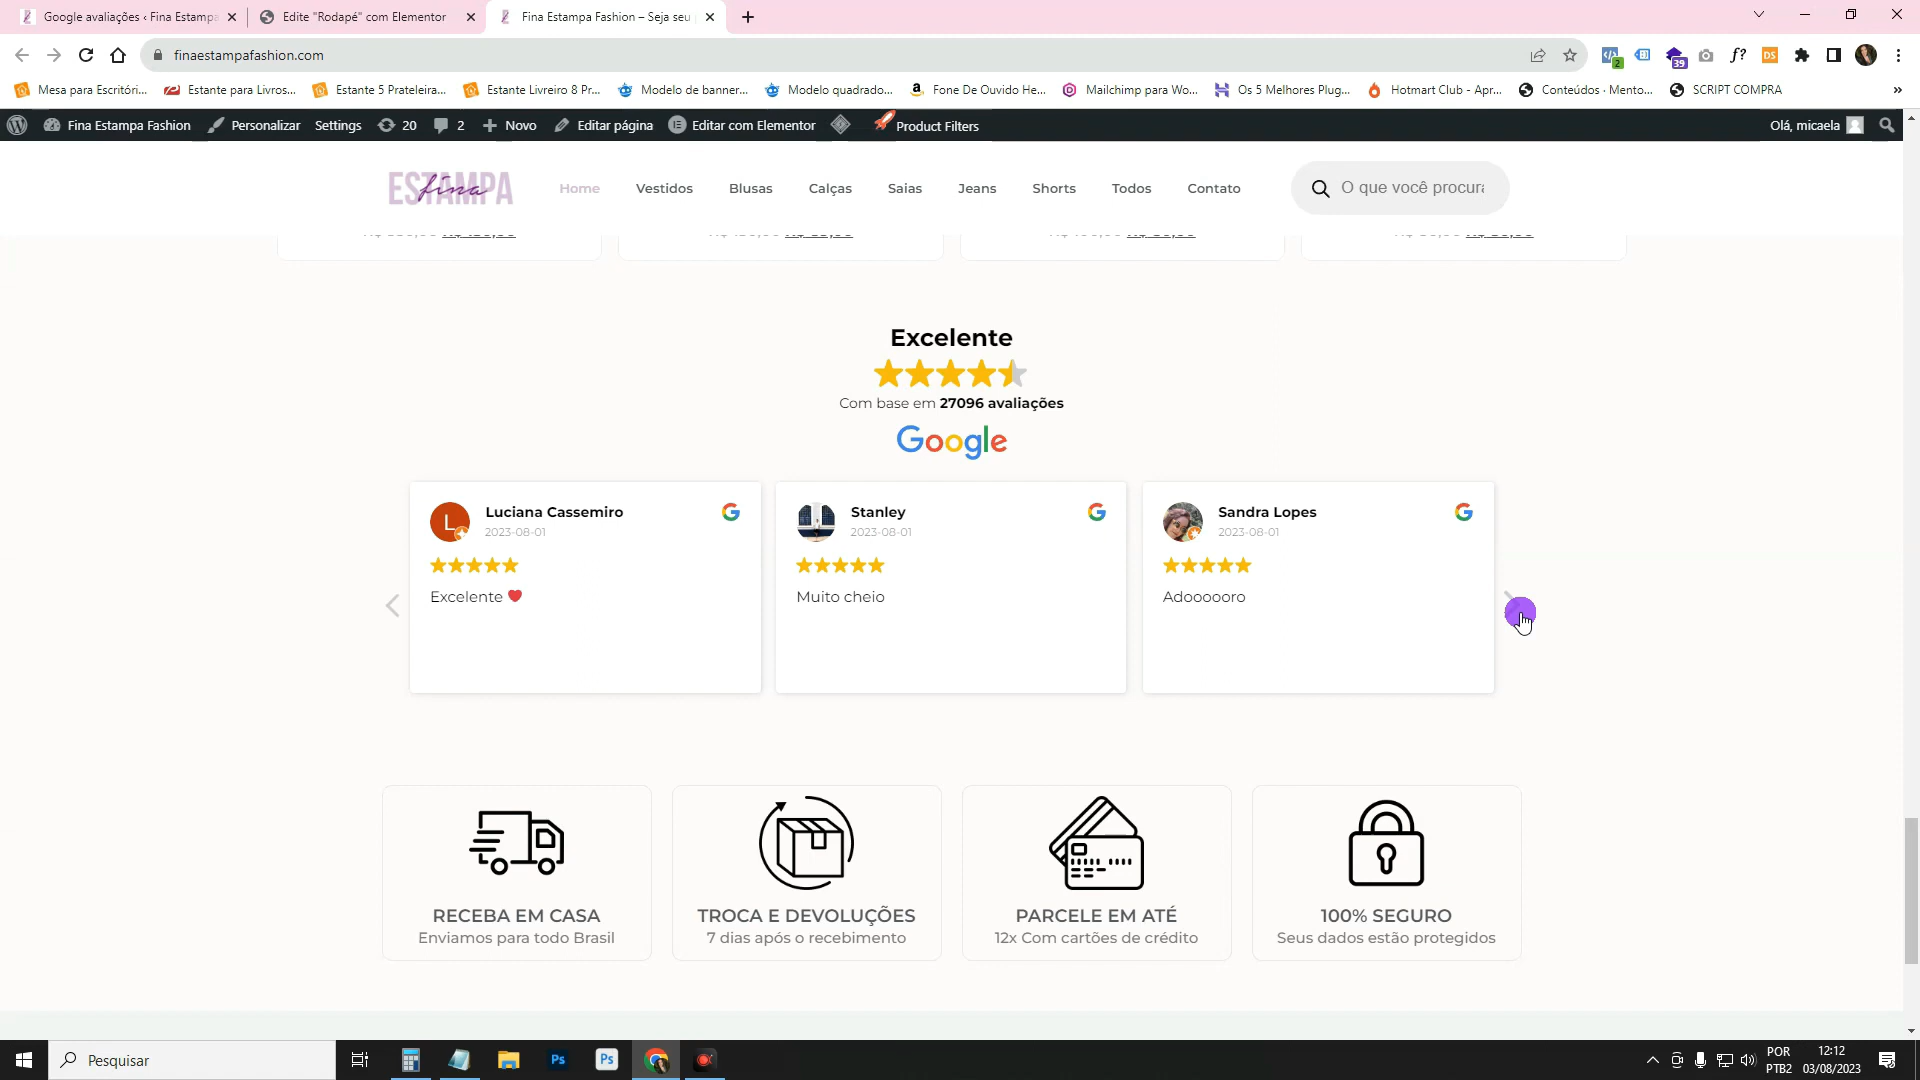 Google avaliações ‹ Fina Estampa
Edite "Rodapé" com Elementor
Fina Estampa Fashion – Seja seu
finaestampafashion.com
2
39
f?
DS
Mesa para Escritóri...
Estante para Livros...
Estante 5 Prateleira...
Estante Livreiro 8 Pr...
Modelo de banner...
Modelo quadrado...
Fone De Ouvido He...
Mailchimp para Wo...
Os 5 Melhores Plug...
Hotmart Club - Apr...
Conteúdos · Mento...
SCRIPT COMPRA
»
Fina Estampa Fashion
Personalizar
Settings
20
2
Novo
Editar página
Editar com Elementor
Product Filters
Olá, micaela
ESTAMPA
fina
Home
Vestidos
Blusas
Calças
Saias
Jeans
Shorts
Todos
Contato
O que você procura
Excelente
Com base em 27096 avaliações
Google
L
Luciana Cassemiro
2023-08-01
Excelente ❤
Stanley
2023-08-01
Muito cheio
Sandra Lopes
2023-08-01
Adoooooro
RECEBA EM CASA
Enviamos para todo Brasil
TROCA E DEVOLUÇÕES
7 dias após o recebimento
PARCELE EM ATÉ
12x Com cartões de crédito
100% SEGURO
Seus dados estão protegidos
Pesquisar
Ps
Ps
POR
PTB2
12:12
03/08/2023